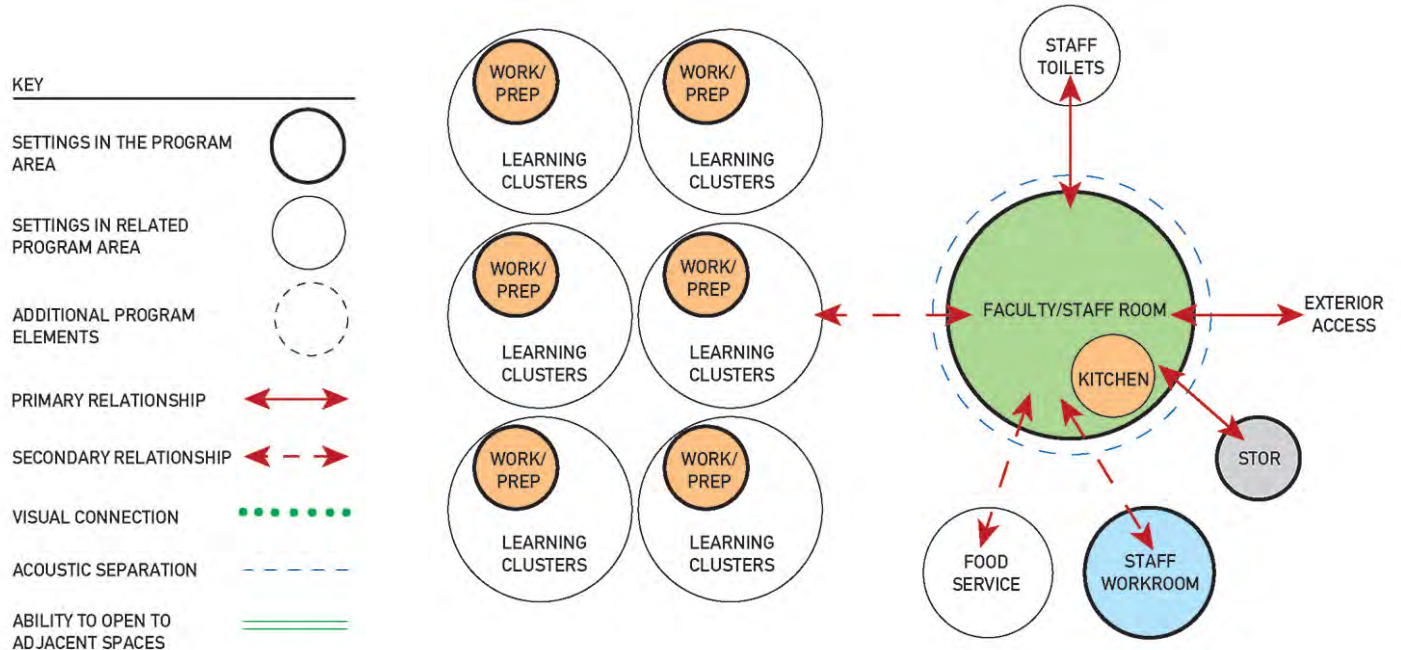 KEY
SETTINGS IN THE PROGRAM
AREA
SETTINGS IN RELATED
PROGRAM AREA
ADDITIONAL PROGRAM
ELEMENTS
PRIMARY RELATIONSHIP
SECONDARY RELATIONSHIP
VISUAL CONNECTION
ACOUSTIC SEPARATION
ABILITY TO OPEN TO
ADJACENT SPACES
WORK/
PREP
LEARNING
CLUSTERS
WORK/
PREP
LEARNING
CLUSTERS
WORK/
PREP
LEARNING
CLUSTERS
WORK/
PREP
LEARNING
CLUSTERS
WORK/
PREP
LEARNING
CLUSTERS
WORK/
PREP
LEARNING
CLUSTERS
STAFF
TOILETS
FACULTY/STAFF ROOM
EXTERIOR
ACCESS
KITCHEN
STOR
FOOD
SERVICE
STAFF
WORKROOM